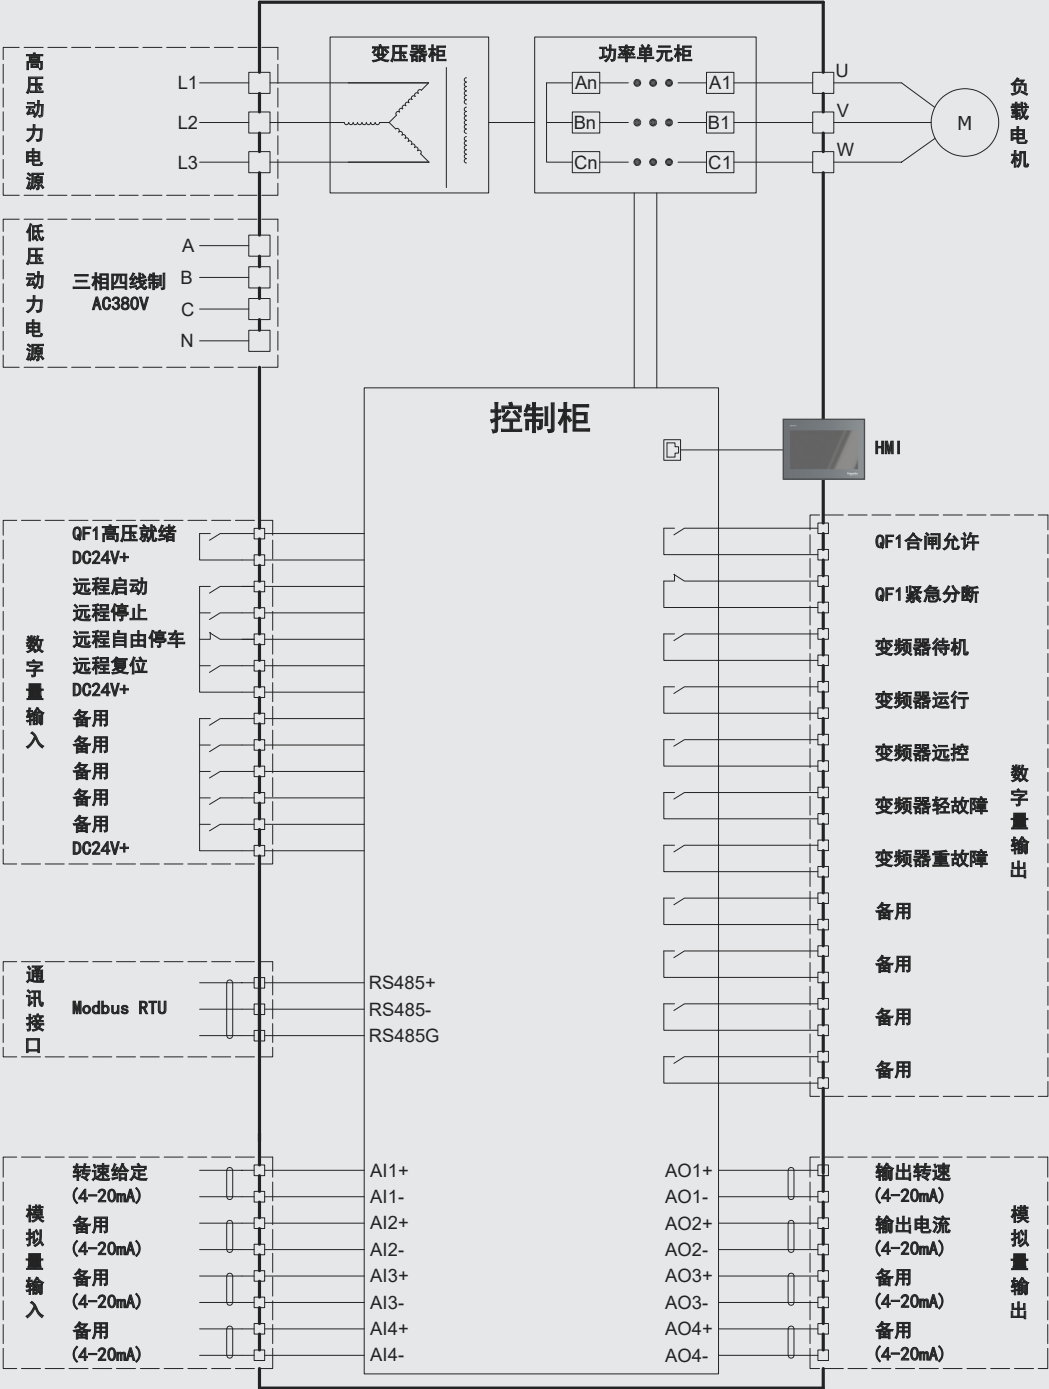 高压动力电源
L1
L2
L3
变压器柜
功率单元柜
An
A1
Bn
B1
Cn
C1
U
V
W
M
负载电机
低压动力电源
三相四线制
AC380V
A
B
C
N
控制柜
HMI
数字量输入
QF1高压就绪
DC24V+
远程启动
远程停止
远程自由停车
远程复位
DC24V+
备用
备用
备用
备用
备用
DC24V+
QF1合闸允许
QF1紧急分断
变频器待机
变频器运行
变频器远控
变频器轻故障
变频器重故障
备用
备用
备用
备用
数字量输出
通讯接口
Modbus RTU
RS485+
RS485-
RS485G
模拟量输入
转速给定
(4-20mA)
备用
(4-20mA)
备用
(4-20mA)
备用
(4-20mA)
AI1+
AI1-
AI2+
AI2-
AI3+
AI3-
AI4+
AI4-
AO1+
AO1-
AO2+
AO2-
AO3+
AO3-
AO4+
AO4-
输出转速
(4-20mA)
输出电流
(4-20mA)
备用
(4-20mA)
备用
(4-20mA)
模拟量输出